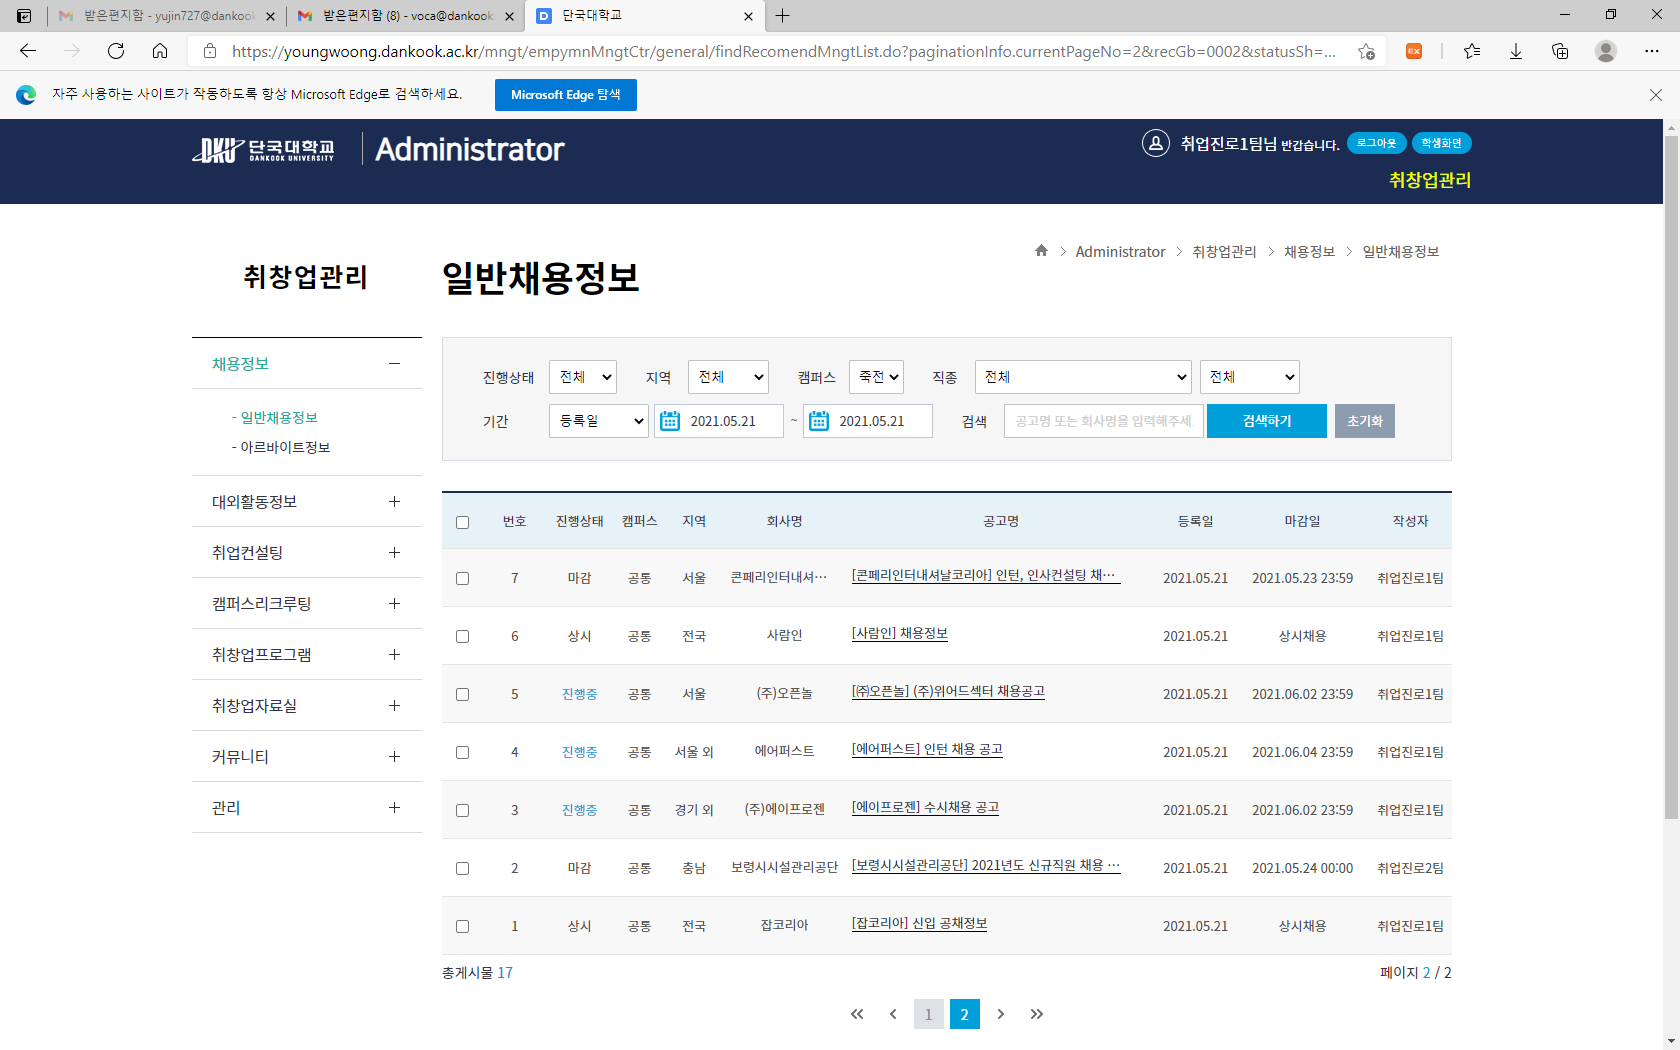 받은편지함 - yujin727@dankook
받은편지함 (8) - voca@dankook.
단국대학교
https://youngwoong.dankook.ac.kr/mngt/empymnMngtCtr/general/findRecomendMngtList.do?paginationInfo.currentPageNo=2&recGb=0002&statusSh=...
자주 사용하는 사이트가 작동하도록 항상 Microsoft Edge로 검색하세요.
Microsoft Edge 탐색
DKU 단국대학교 DANKOOK UNIVERSITY
Administrator
취업진로1팀님 반갑습니다.
로그아웃
학생화면
취창업관리
Administrator > 취창업관리 > 채용정보 > 일반채용정보
취창업관리
일반채용정보
채용정보
- 일반채용정보
- 아르바이트정보
대외활동정보
취업컨설팅
캠퍼스리크루팅
취창업프로그램
취창업자료실
커뮤니티
관리
진행상태 전체 지역 전체 캠퍼스 죽전 직종 전체 전체
기간 등록일 2021.05.21 ~ 2021.05.21 검색 공고명 또는 회사명을 입력해주세. 검색하기 초기화
번호 진행상태 캠퍼스 지역 회사명 공고명 등록일 마감일 작성자
7 마감 공통 서울 콘페리인터내셔… [콘페리인터내셔날코리아] 인턴, 인사컨설팅 채… 2021.05.21 2021.05.23 23:59 취업진로1팀
6 상시 공통 전국 사람인 [사람인] 채용정보 2021.05.21 상시채용 취업진로1팀
5 진행중 공통 서울 (주)오픈놀 [㈜오픈놀] (주)위어드섹터 채용공고 2021.05.21 2021.06.02 23:59 취업진로1팀
4 진행중 공통 서울 외 에어퍼스트 [에어퍼스트] 인턴 채용 공고 2021.05.21 2021.06.04 23:59 취업진로1팀
3 진행중 공통 경기 외 (주)에이프로젠 [에이프로젠] 수시채용 공고 2021.05.21 2021.06.02 23:59 취업진로1팀
2 마감 공통 충남 보령시시설관리공단 [보령시시설관리공단] 2021년도 신규직원 채용 … 2021.05.21 2021.05.24 00:00 취업진로2팀
1 상시 공통 전국 잡코리아 [잡코리아] 신입 공채정보 2021.05.21 상시채용 취업진로1팀
총게시물 17
페이지 2 / 2
1 2